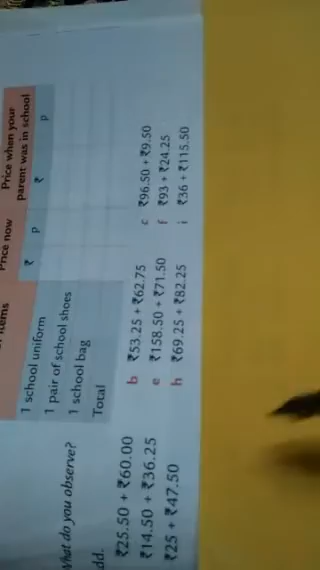 Items Price now Price when your
parent was in school
₹ p ₹ p
1 school uniform
1 pair of school shoes
1 school bag
Total
What do you observe?
dd.
₹25.50 + ₹60.00 b ₹53.25 + ₹62.75 c ₹96.50 + ₹9.50
₹14.50 + ₹36.25 e ₹158.50 + ₹71.50 f ₹93 + ₹24.25
₹25 + ₹47.50 h ₹69.25 + ₹82.25 i ₹36 + ₹115.50